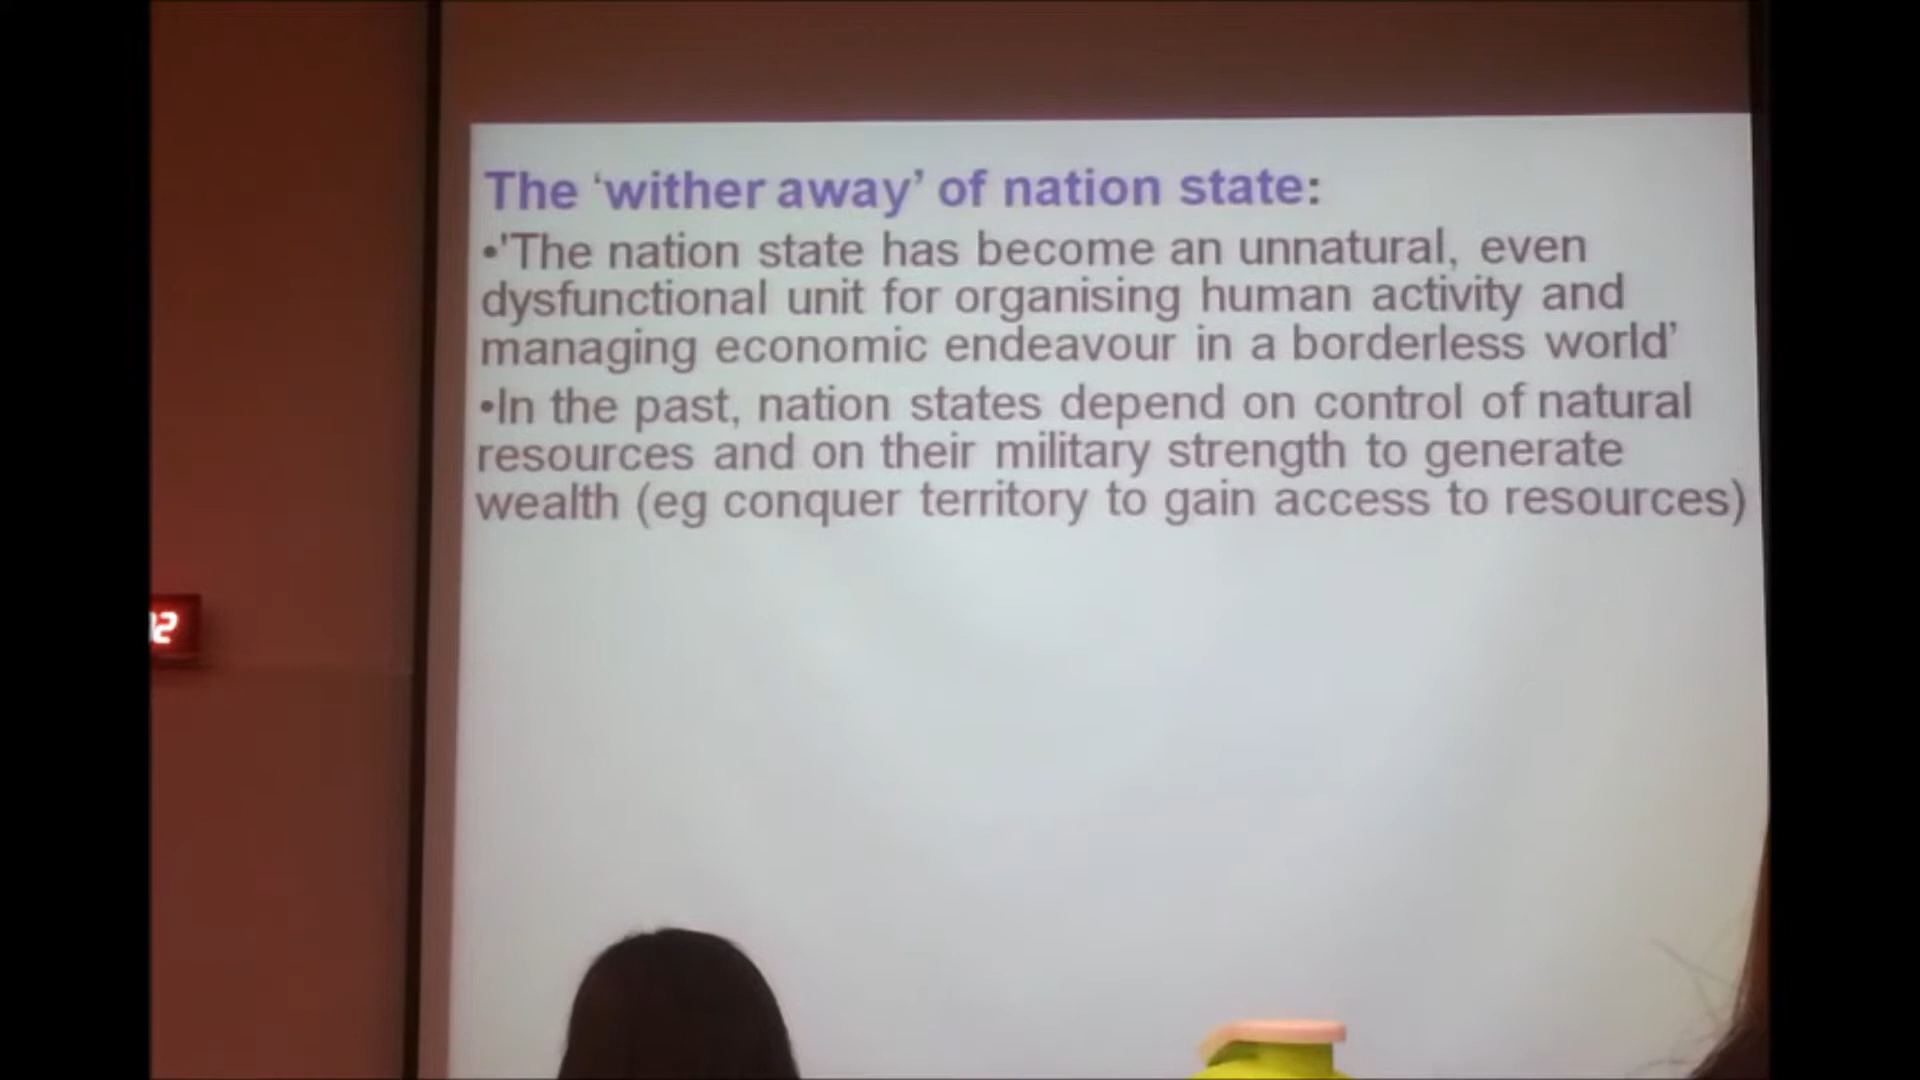 The ‘wither away’ of nation state:
•'The nation state has become an unnatural, even
dysfunctional unit for organising human activity and
managing economic endeavour in a borderless world’
•In the past, nation states depend on control of natural
resources and on their military strength to generate
wealth (eg conquer territory to gain access to resources)
12